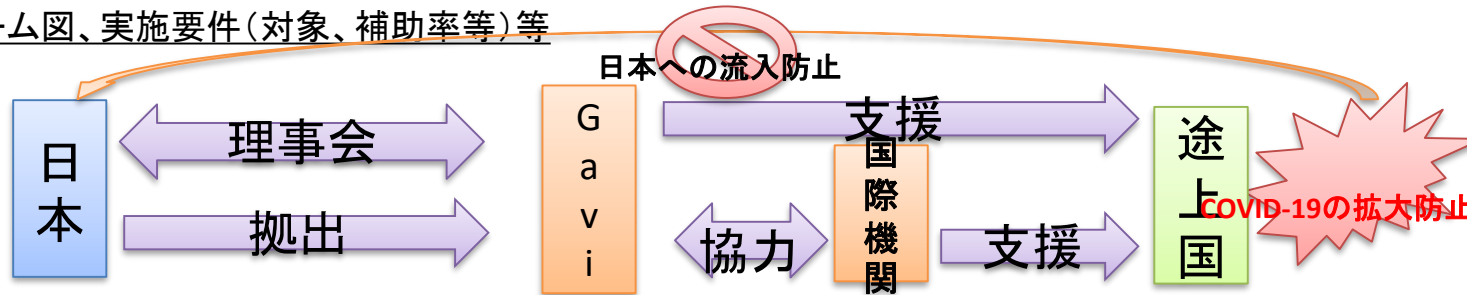 ーム図、実施要件(対象、補助率等)等
日本への流入防止
日本
理事会
拠出
Gavi
支援
協力
国際機関
支援
途上国
COVID-19の拡大防止